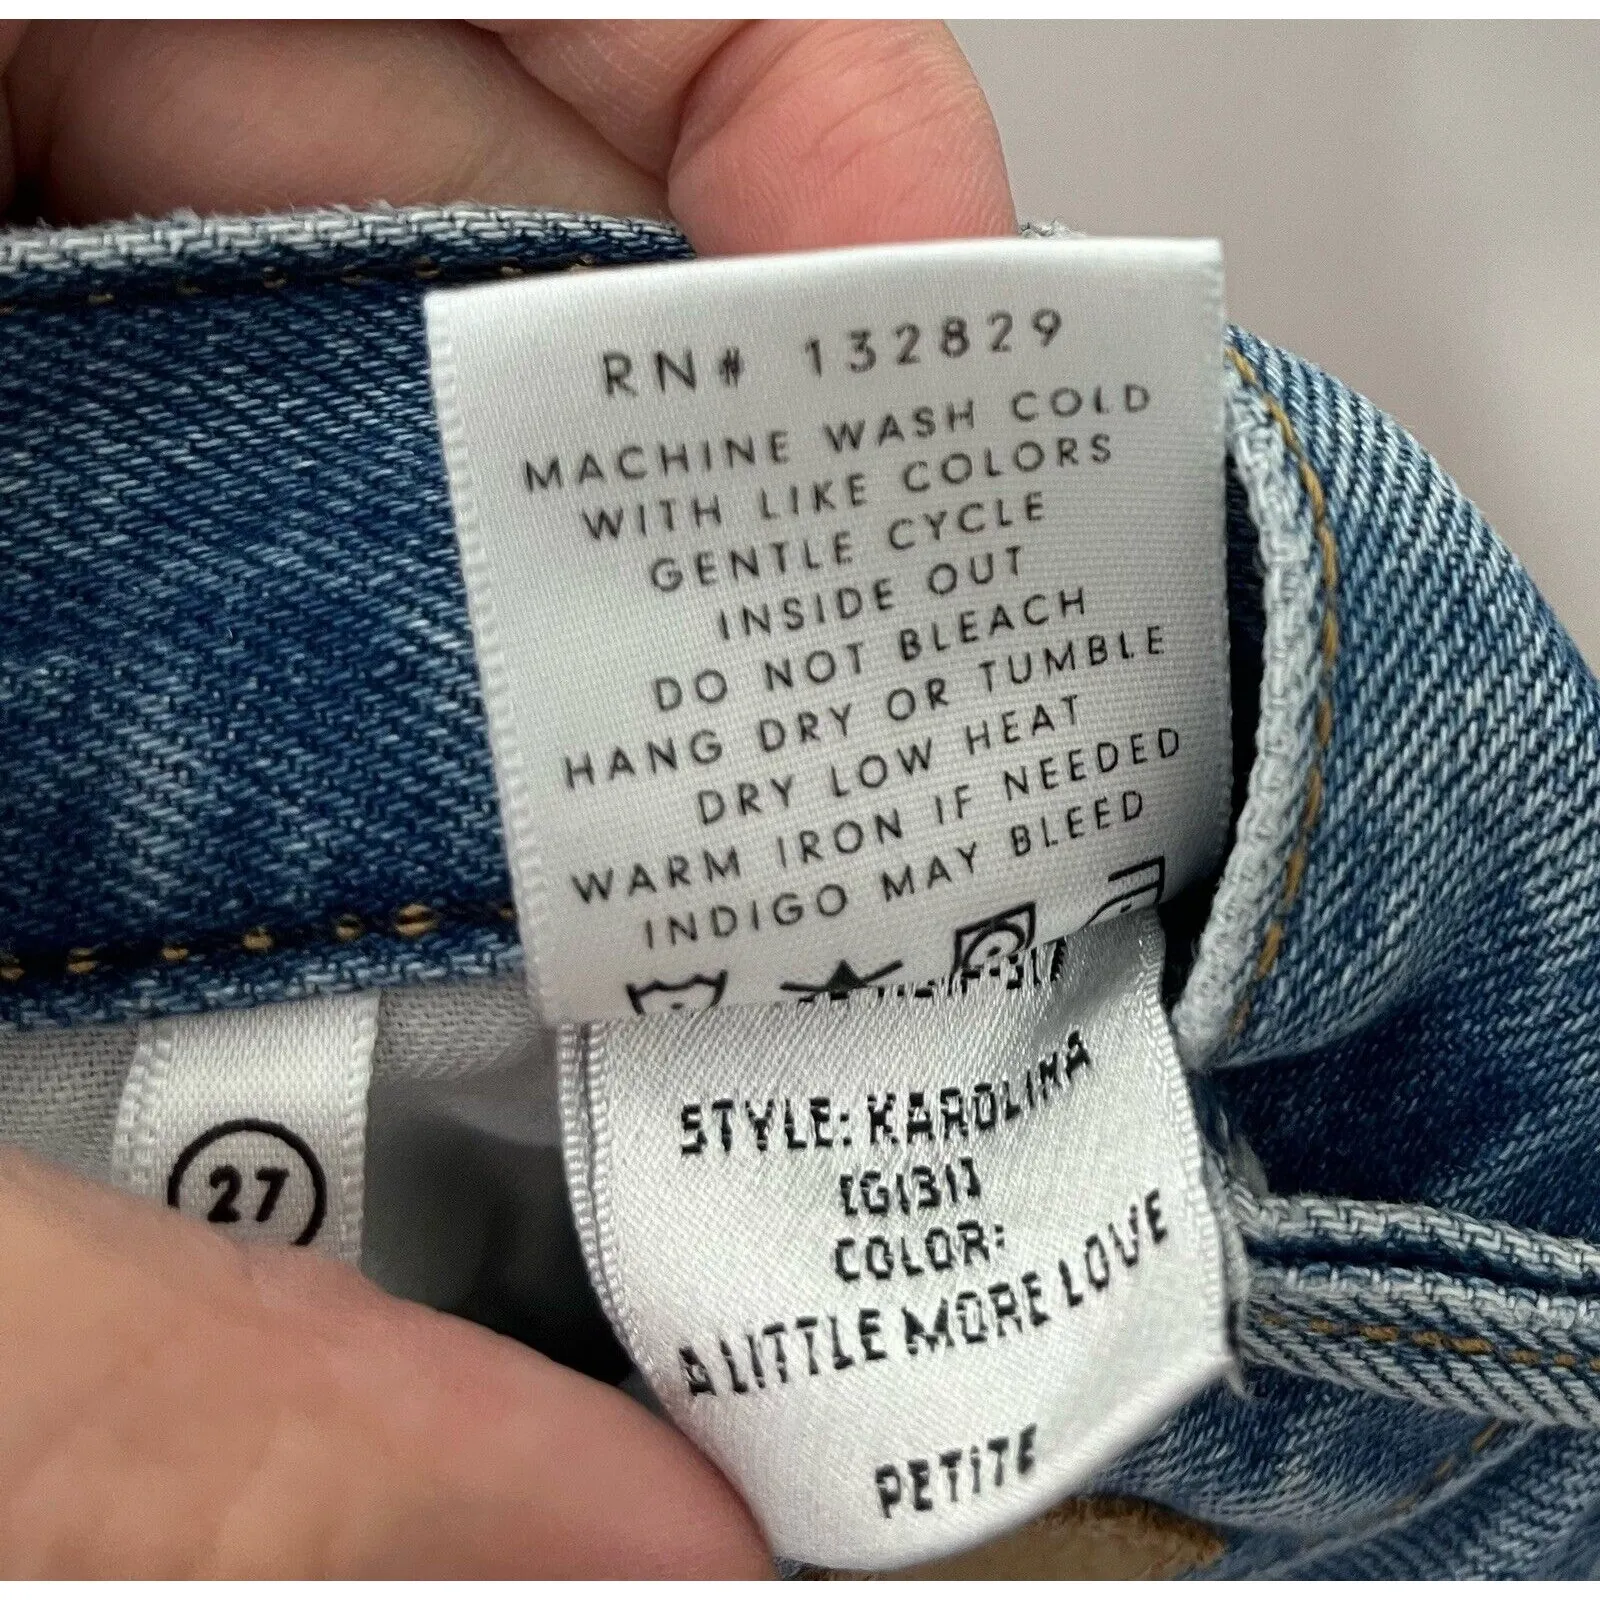 RN# 132829
MACHINE WASH COLD
WITH LIKE COLORS
GENTLE CYCLE
INSIDE OUT
DO NOT BLEACH
HANG DRY OR TUMBLE
DRY LOW HEAT
WARM IRON IF NEEDED
INDIGO MAY BLEED
STYLE: KAROLINA
[G(31)]
COLOR:
A LITTLE MORE LOVE
PETITE
27